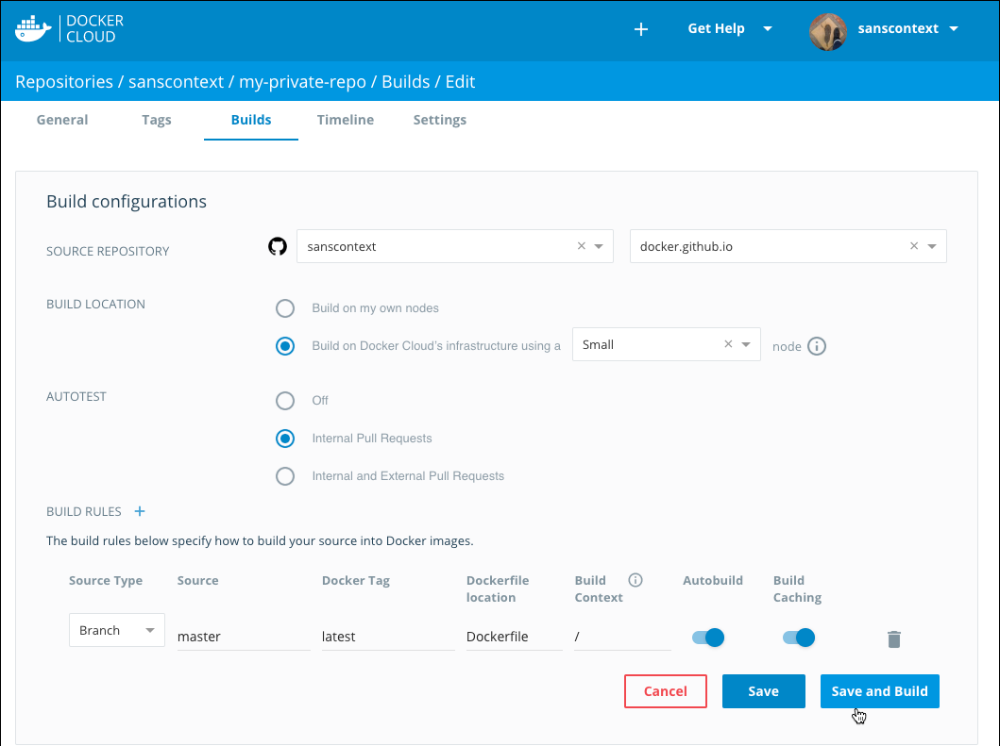 DOCKER
CLOUD
Get Help
sanscontext
Repositories / sanscontext / my-private-repo / Builds / Edit
General Tags Builds Timeline Settings
Build configurations
SOURCE REPOSITORY sanscontext docker.github.io
BUILD LOCATION Build on my own nodes
Build on Docker Cloud's infrastructure using a Small node
AUTOTEST Off
Internal Pull Requests
Internal and External Pull Requests
BUILD RULES +
The build rules below specify how to build your source into Docker images.
Source Type Source Docker Tag Dockerfile location Build Context Autobuild Build Caching
Branch master latest Dockerfile /
Cancel Save Save and Build